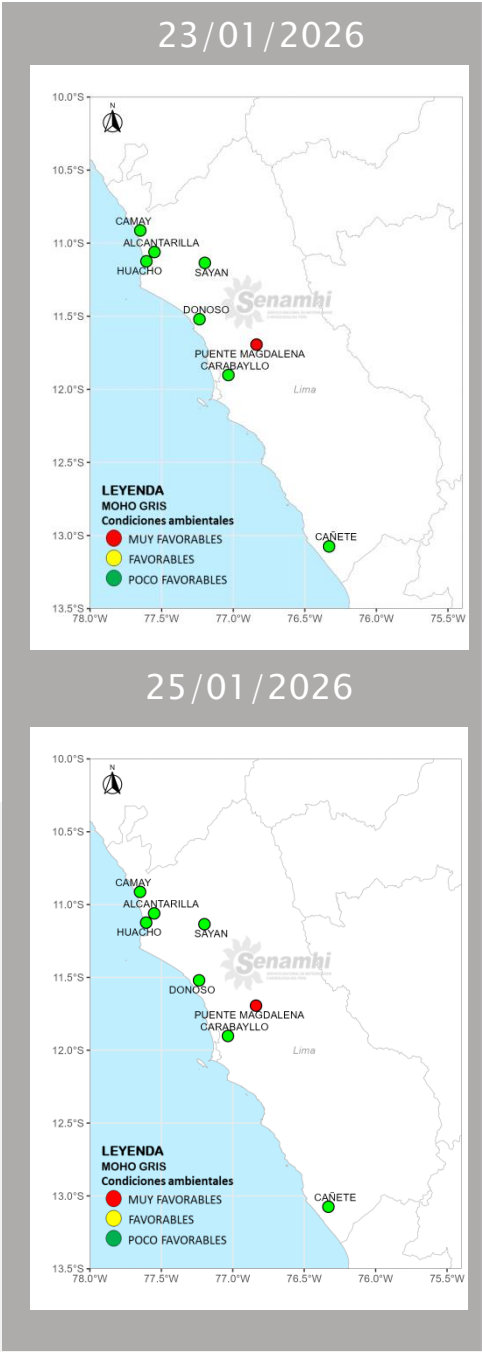 23/01/2026
10.0°S
N
10.5°S
CAMAY
11.0°S
ALCANTARILLA
HUACHO
SAYAN
Senamhi
DONOSO
11.5°S
PUENTE MAGDALENA
CARABAYLLO
12.0°S
Lima
12.5°S
LEYENDA
MOHO GRIS
Condiciones ambientales
13.0°S
CAÑETE
MUY FAVORABLES
FAVORABLES
POCO FAVORABLES
13.5°S
78.0°W 77.5°W 77.0°W 76.5°W 76.0°W 75.5°W
25/01/2026
10.0°S
N
10.5°S
CAMAY
11.0°S
ALCANTARILLA
HUACHO
SAYAN
Senamhi
11.5°S
DONOSO
PUENTE MAGDALENA
CARABAYLLO
12.0°S
Lima
12.5°S
LEYENDA
MOHO GRIS
Condiciones ambientales
13.0°S
CAÑETE
MUY FAVORABLES
FAVORABLES
POCO FAVORABLES
13.5°S
78.0°W 77.5°W 77.0°W 76.5°W 76.0°W 75.5°W